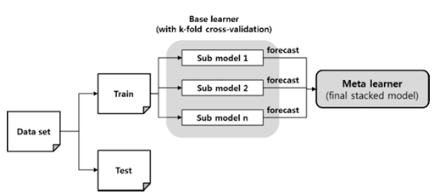 Base learner
(with k-fold cross-validation)
Sub model 1
forecast
Train
Sub model 2
forecast
Meta learner
(final stacked model)
Sub model n
forecast
Data set
Test